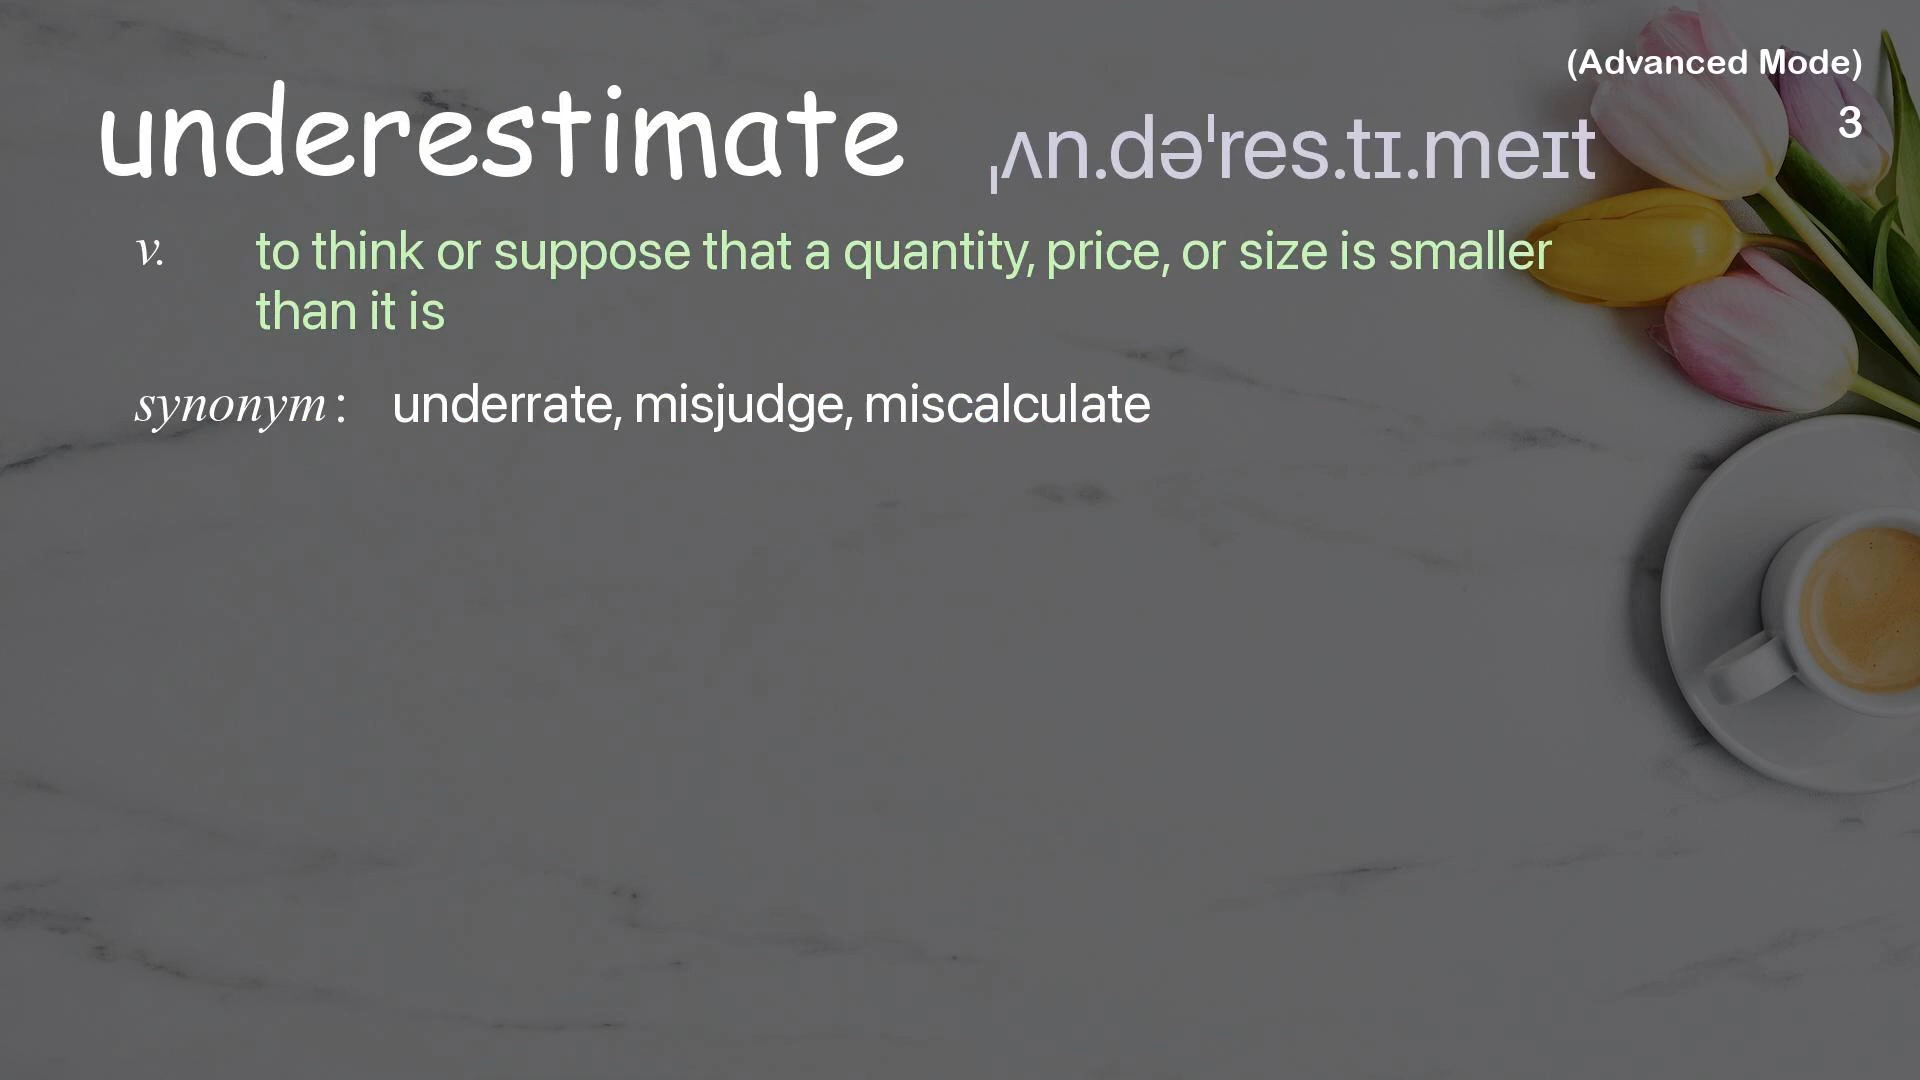 (Advanced Mode)
underestimate ˌʌn.dəˈres.tɪ.meɪt
3
v. to think or suppose that a quantity, price, or size is smaller
than it is
synonym : underrate, misjudge, miscalculate